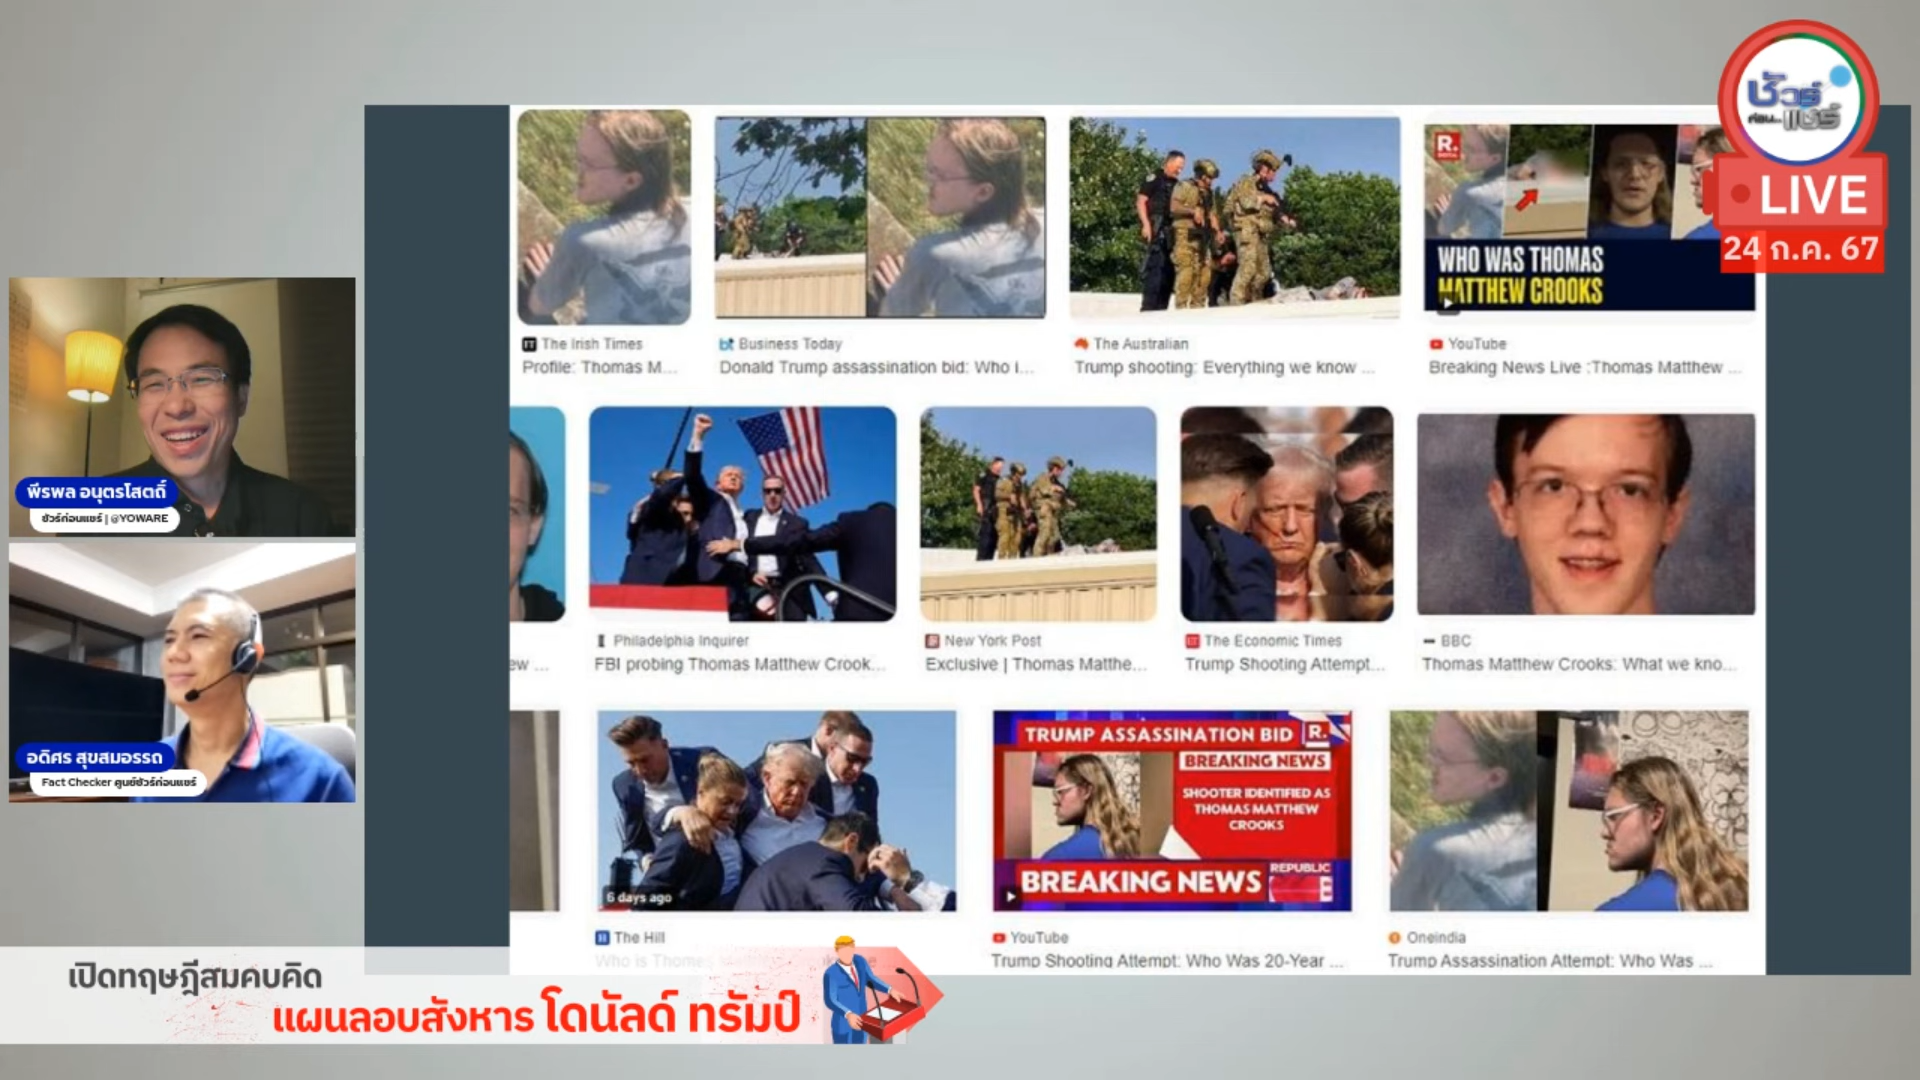 ชัวร์
ก่อน...
แชร์
LIVE
24 ก.ค. 67
R.
WHO WAS THOMAS
MATTHEW CROOKS
The Irish Times
Profile: Thomas M...
Business Today
Donald Trump assassination bid: Who i...
The Australian
Trump shooting: Everything we know ...
YouTube
Breaking News Live :Thomas Matthew ...
พีรพล อนุตรโสตถิ์
ชัวร์ก่อนแชร์ | @YOWARE
อดิศร สุขสมอรรถ
Fact Checker ศูนย์ชัวร์ก่อนแชร์
ew ...
Philadelphia Inquirer
FBI probing Thomas Matthew Crook...
New York Post
Exclusive | Thomas Matthe...
The Economic Times
Trump Shooting Attempt...
BBC
Thomas Matthew Crooks: What we kno...
6 days ago
TRUMP ASSASSINATION BID
R.
BREAKING NEWS
SHOOTER IDENTIFIED AS
THOMAS MATTHEW
CROOKS
BREAKING NEWS
REPUBLIC
The Hill
Who is Thomas
YouTube
Trump Shooting Attempt: Who Was 20-Year ...
Oneindia
Trump Assassination Attempt: Who Was ...
เปิดทฤษฎีสมคบคิด
แผนลอบสังหาร โดนัลด์ ทรัมป์